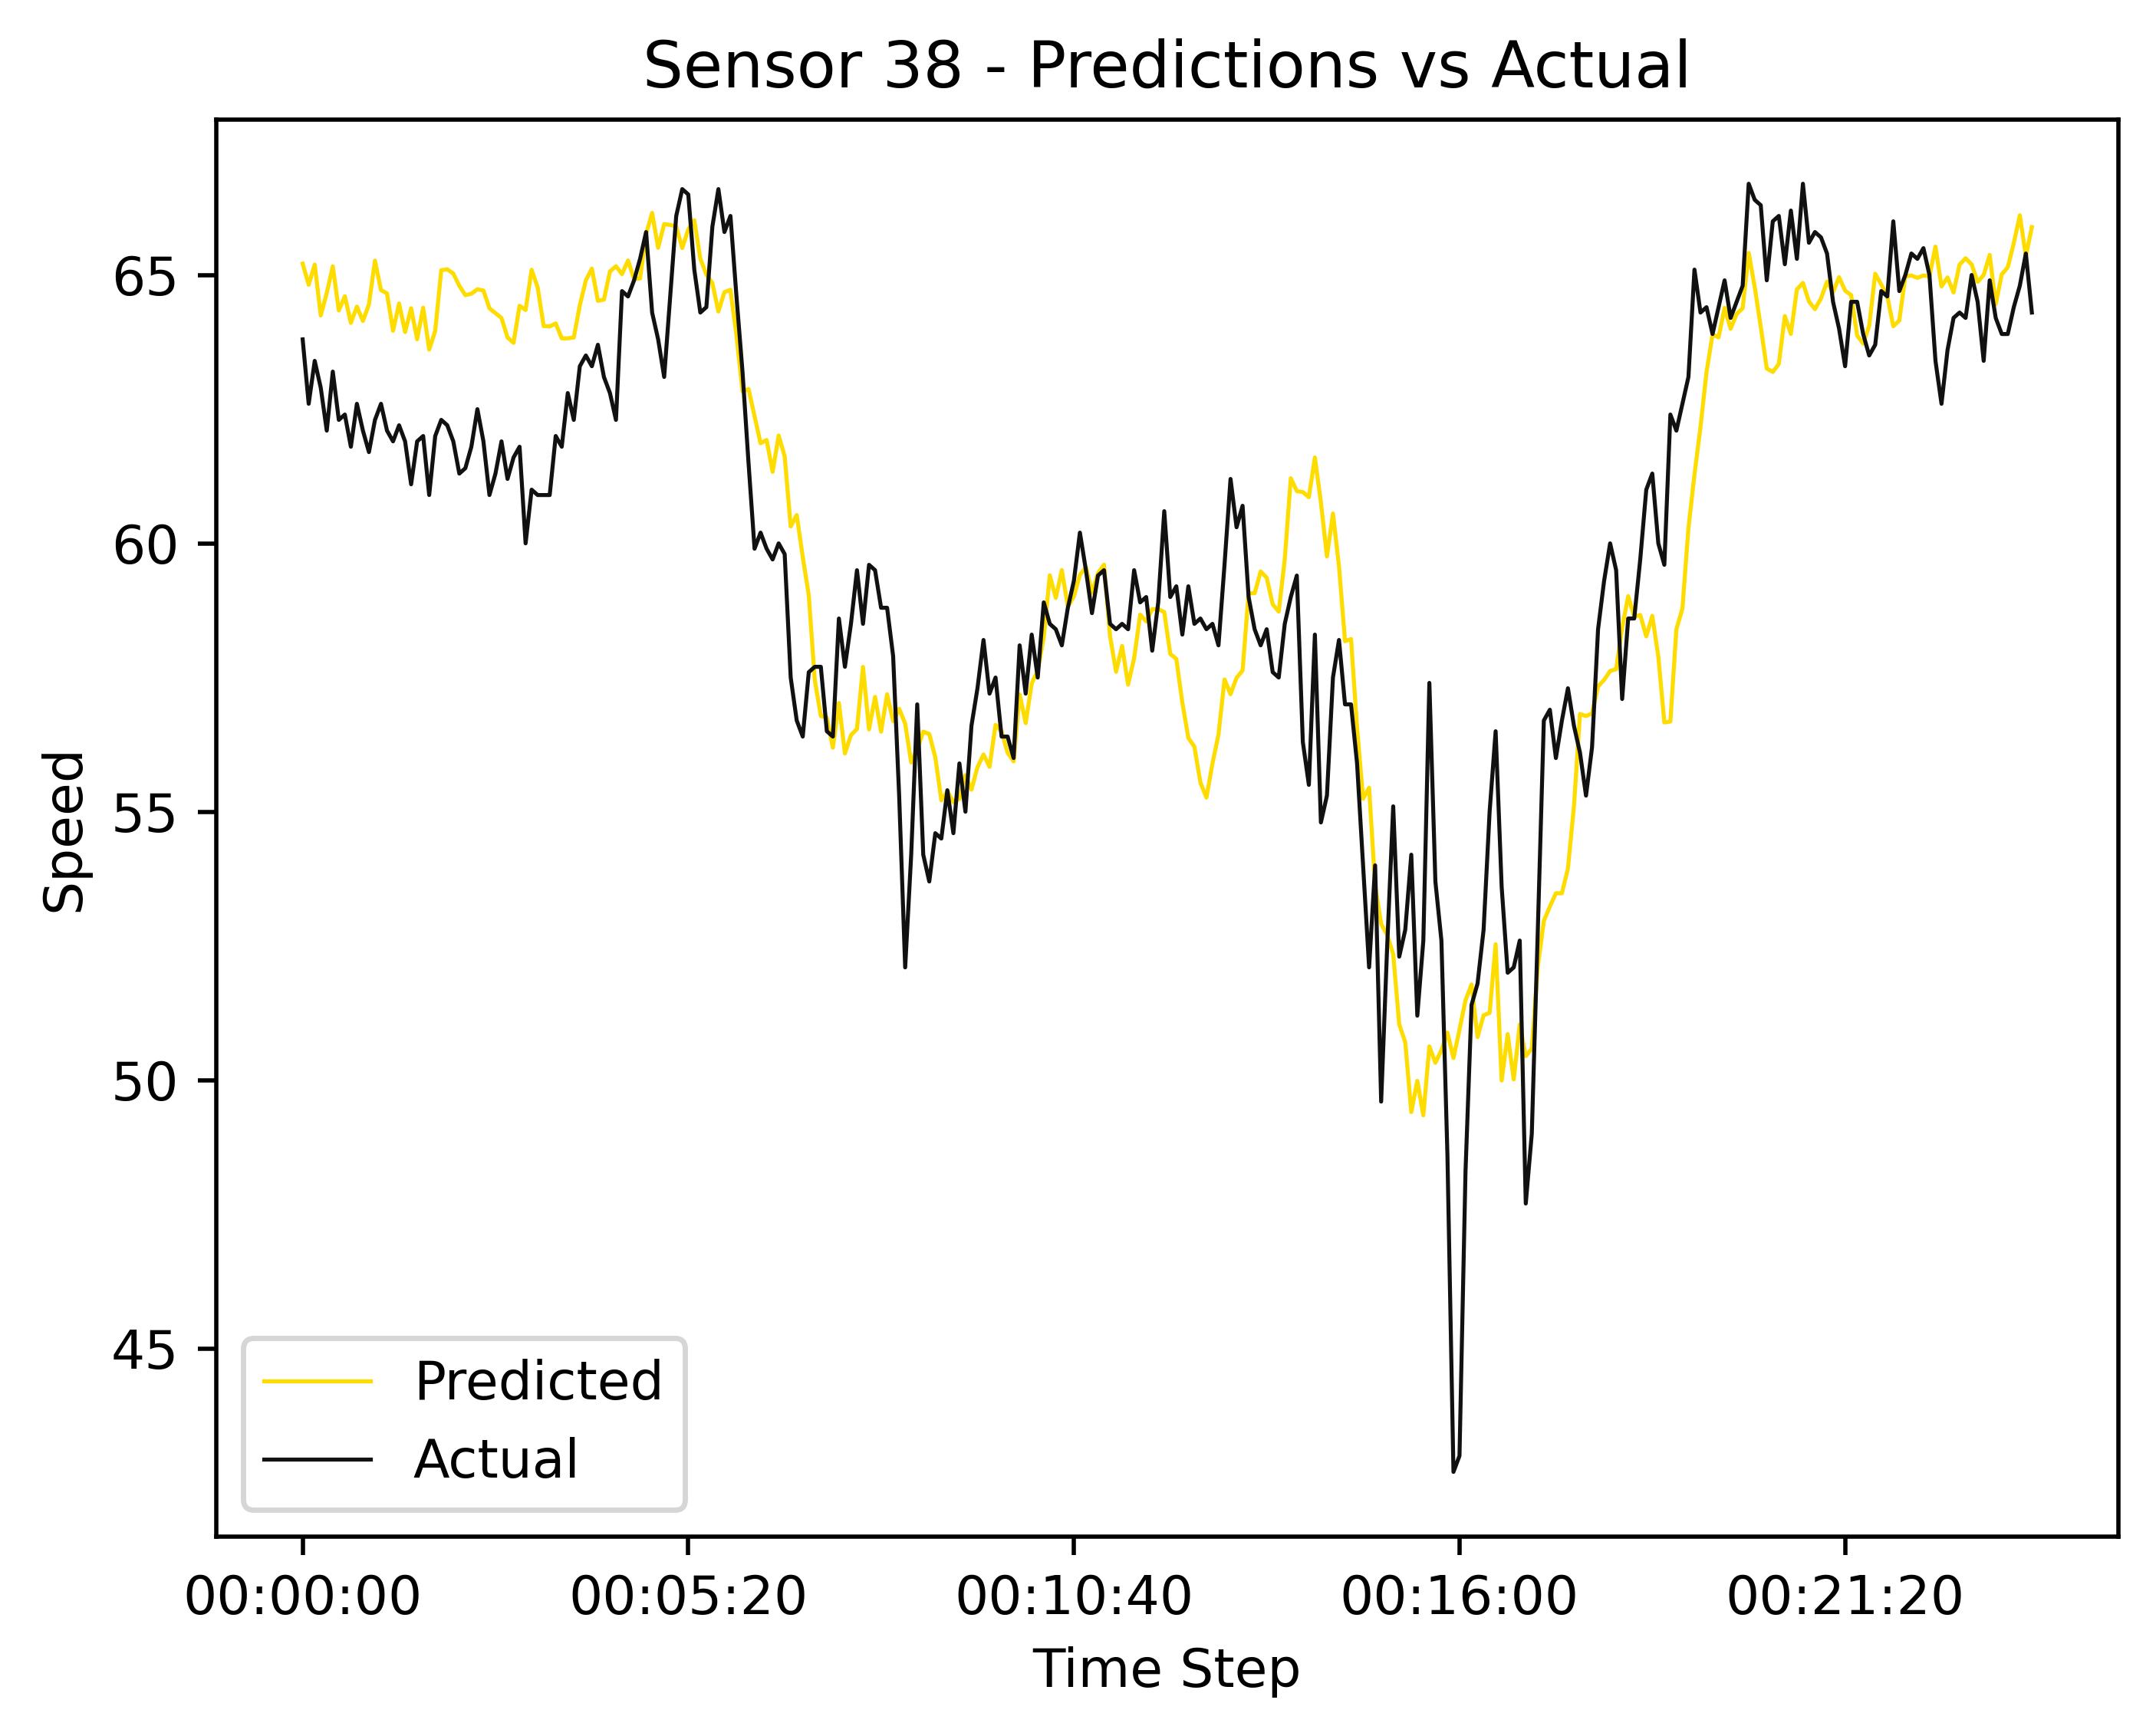 Sensor 38 - Predictions vs Actual
65
60
55
50
45
Speed
Predicted
Actual
00:00:00 00:05:20 00:10:40 00:16:00 00:21:20
Time Step